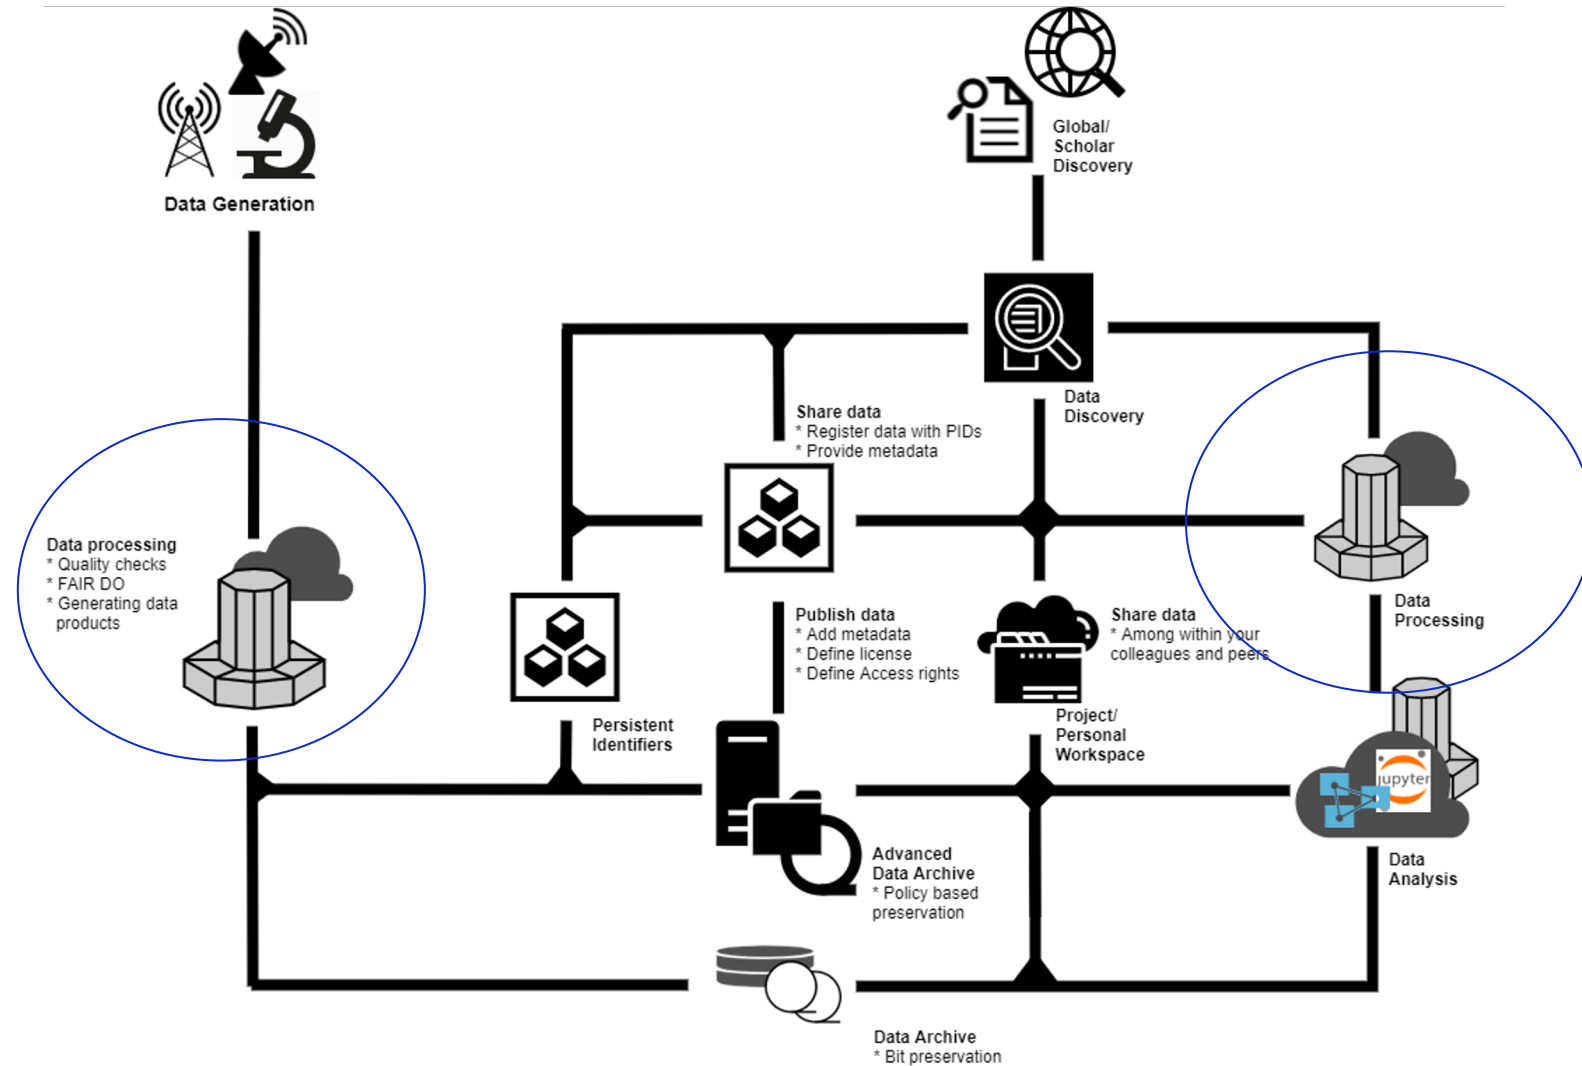 Data Generation
Global/
Scholar
Discovery
Data
Discovery
Share data
* Register data with PIDs
* Provide metadata
Data processing
* Quality checks
* FAIR DO
* Generating data
products
Publish data
* Add metadata
* Define license
* Define Access rights
Share data
* Among within your
colleagues and peers
Data
Processing
Persistent
Identifiers
Project/
Personal
Workspace
jupyter
Advanced
Data Archive
* Policy based
preservation
Data
Analysis
Data Archive
* Bit preservation